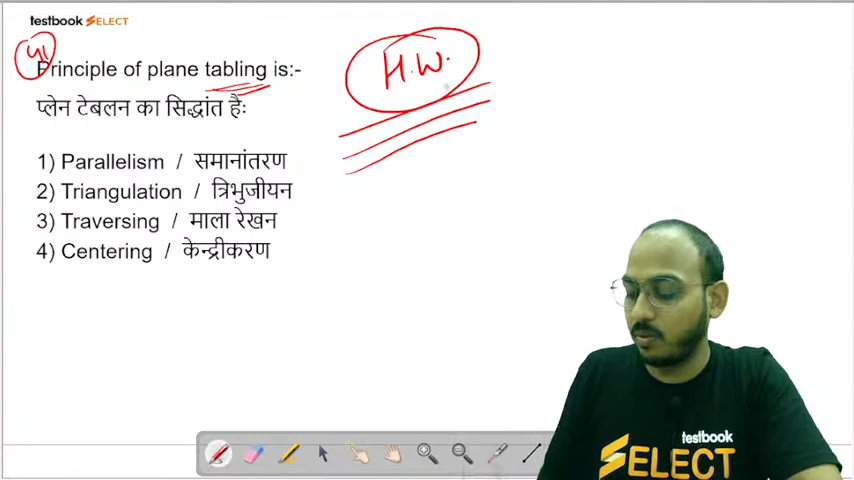 testbook SELECT
41
Principle of plane tabling is:-
H.W.
प्लेन टेबलन का सिद्धांत हैः
1) Parallelism / समानांतरण
2) Triangulation / त्रिभुजीयन
3) Traversing / माला रेखन
4) Centering / केन्द्रीकरण
testbook
SELECT